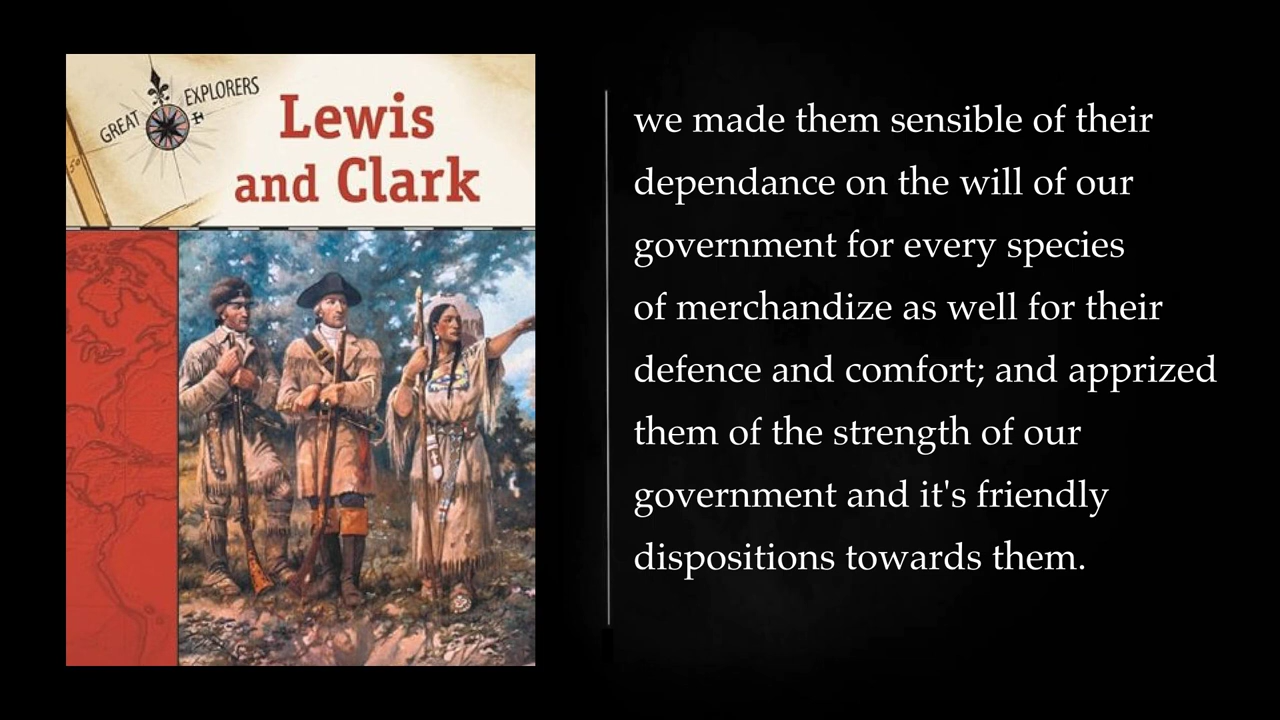 GREAT EXPLORERS
Lewis
and Clark
50
we made them sensible of their
dependance on the will of our
government for every species
of merchandize as well for their
defence and comfort; and apprized
them of the strength of our
government and it's friendly
dispositions towards them.